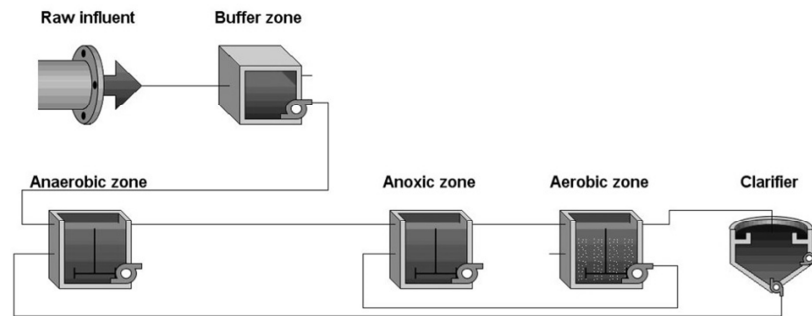 Raw influent
Buffer zone
Anaerobic zone
Anoxic zone
Aerobic zone
Clarifier